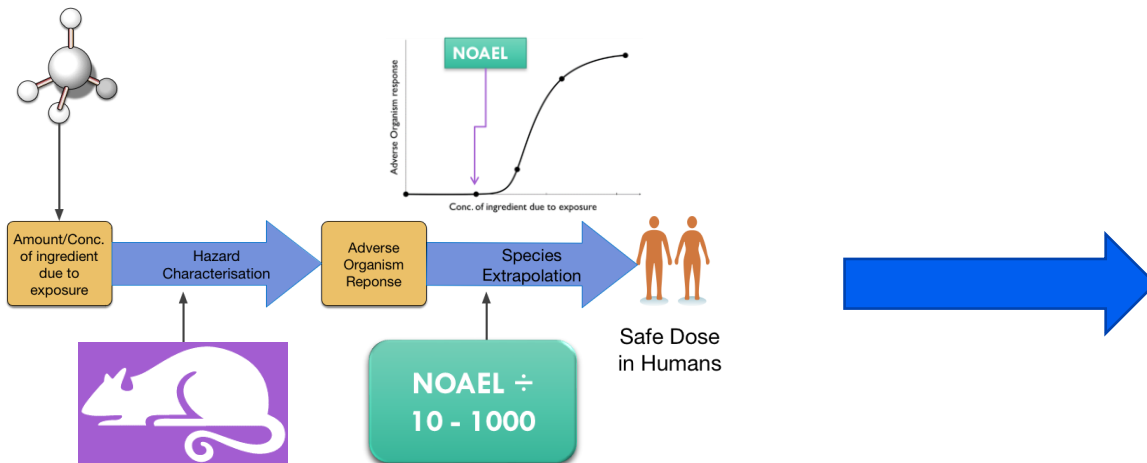 NOAEL
Adverse Organism response
Conc. of ingredient due to exposure
Amount/Conc.
of ingredient
due to
exposure
Hazard
Characterisation
Adverse
Organism
Reponse
Species
Extrapolation
Safe Dose
in Humans
NOAEL ÷
10 - 1000